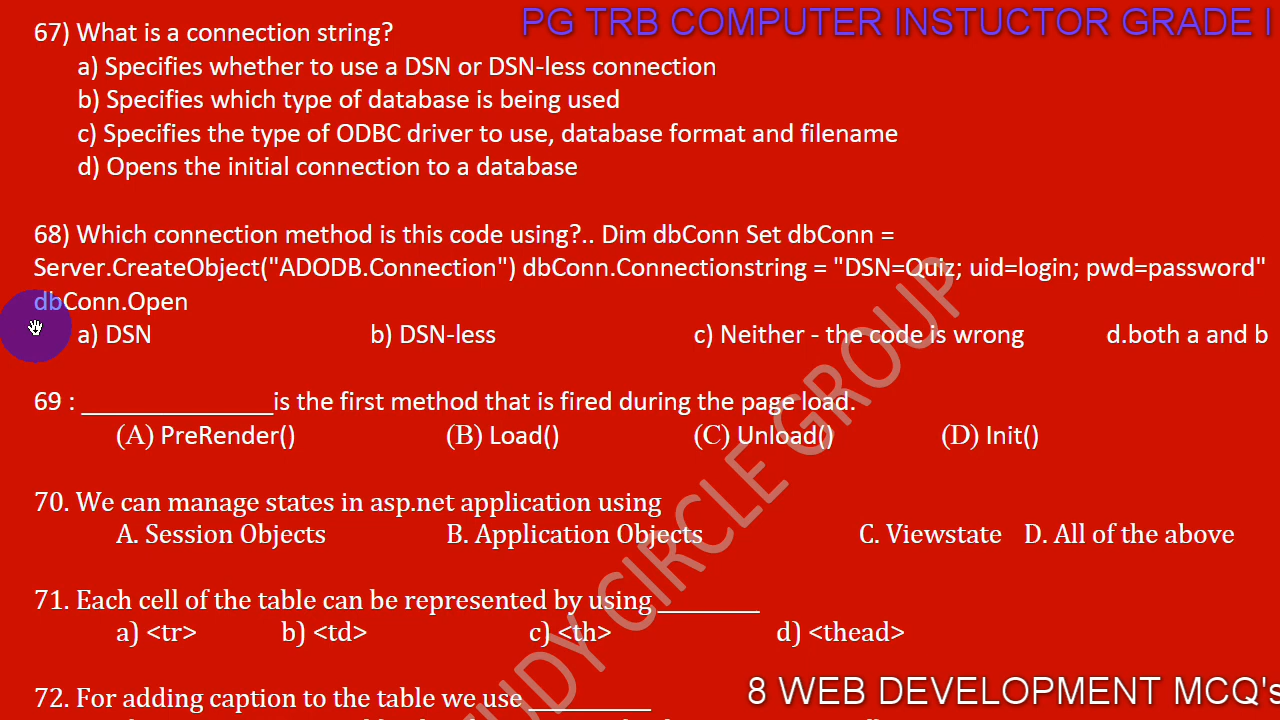 PG TRB COMPUTER INSTUCTOR GRADE I
67) What is a connection string?
a) Specifies whether to use a DSN or DSN-less connection
b) Specifies which type of database is being used
c) Specifies the type of ODBC driver to use, database format and filename
d) Opens the initial connection to a database
68) Which connection method is this code using?.. Dim dbConn Set dbConn =
Server.CreateObject("ADODB.Connection") dbConn.Connectionstring = "DSN=Quiz; uid=login; pwd=password"
dbConn.Open
a) DSN b) DSN-less c) Neither - the code is wrong d.both a and b
69 : ______________is the first method that is fired during the page load.
(A) PreRender() (B) Load() (C) Unload() (D) Init()
70. We can manage states in asp.net application using
A. Session Objects B. Application Objects C. Viewstate D. All of the above
71. Each cell of the table can be represented by using ________
a) <tr> b) <td> c) <th> d) <thead>
72. For adding caption to the table we use __________
8 WEB DEVELOPMENT MCQ's
UDY CIRCLE GROUP